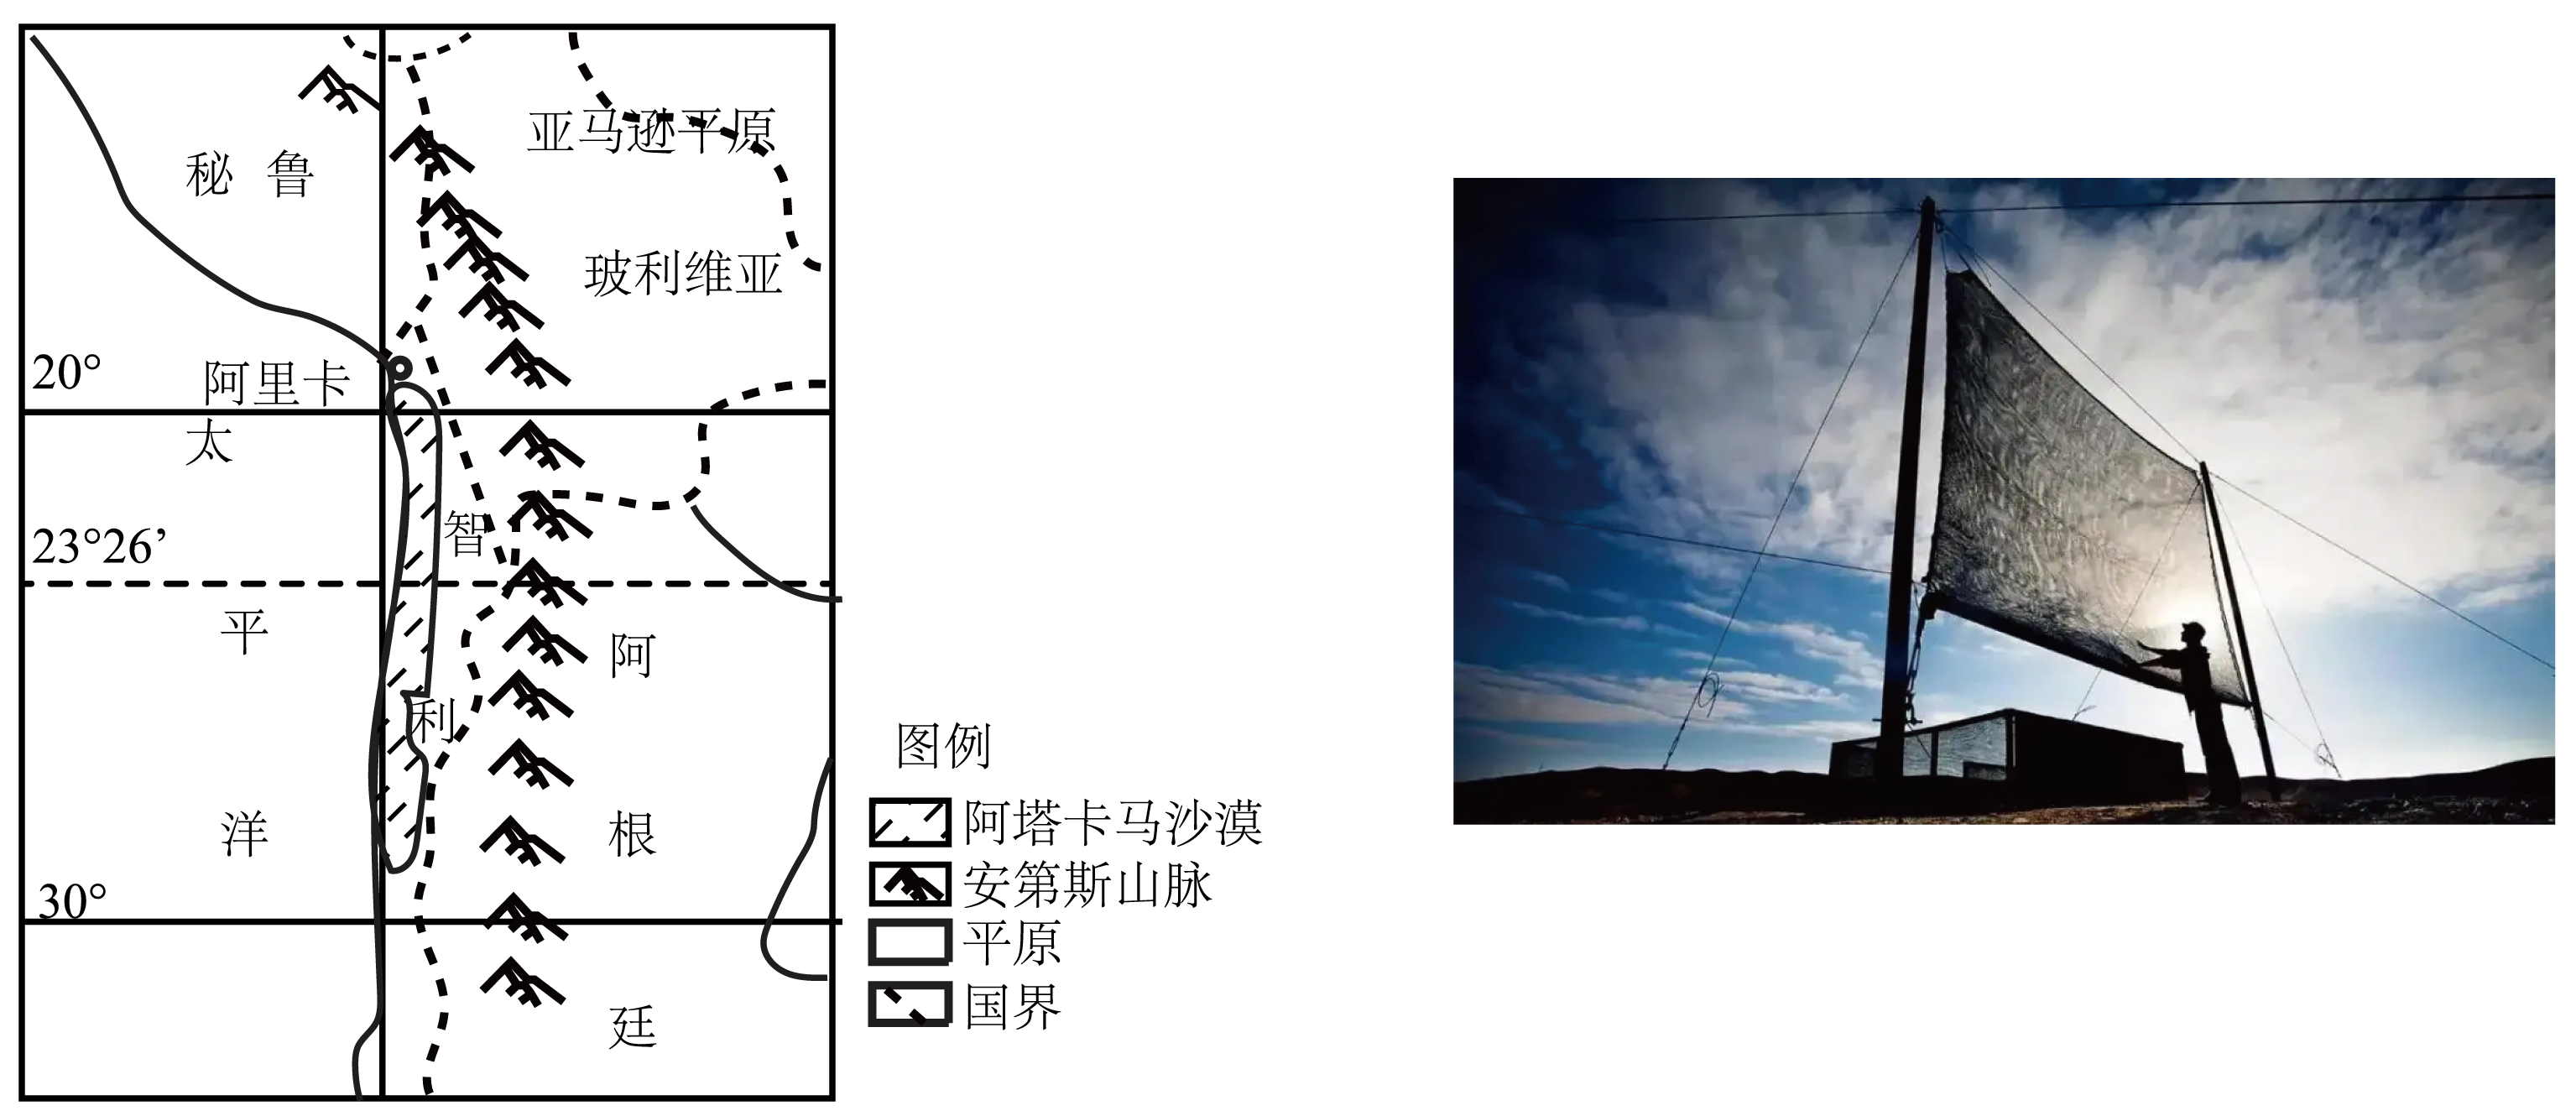 亚马逊平原
秘 鲁
玻利维亚
20°
阿里卡
太
智
23°26’
平
阿
利
洋
根
30°
廷
图例
阿塔卡马沙漠
安第斯山脉
平原
国界